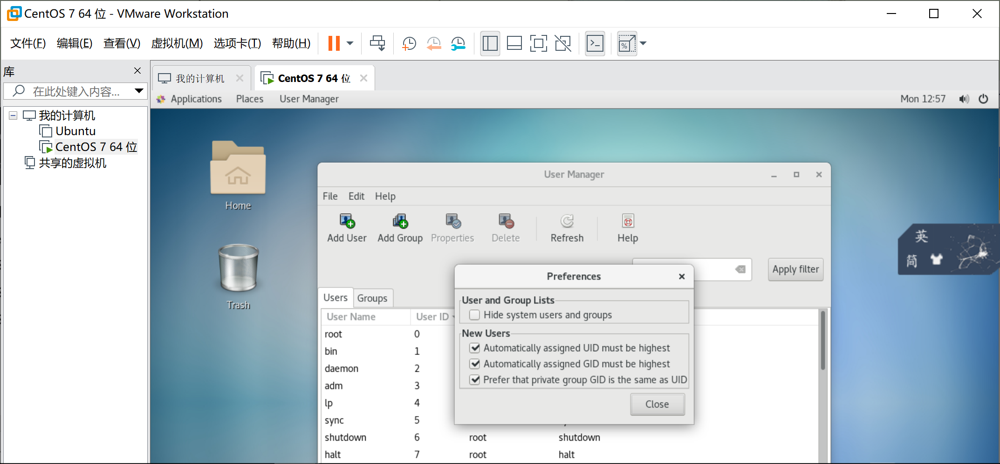 CentOS 7 64 位 - VMware Workstation
文件(F) 编辑(E) 查看(V) 虚拟机(M) 选项卡(T) 帮助(H)
库
在此处键入内容...
我的计算机
Ubuntu
CentOS 7 64 位
共享的虚拟机
我的计算机 CentOS 7 64 位
Applications Places User Manager Mon 12:57
Home
Trash
User Manager
File Edit Help
Add User Add Group Properties Delete Refresh Help
Apply filter
Users Groups
User Name User ID
root 0
bin 1
daemon 2
adm 3
lp 4
sync 5
shutdown 6 root shutdown
halt 7 root halt
Preferences
User and Group Lists
Hide system users and groups
New Users
Automatically assigned UID must be highest
Automatically assigned GID must be highest
Prefer that private group GID is the same as UID
Close
英
简